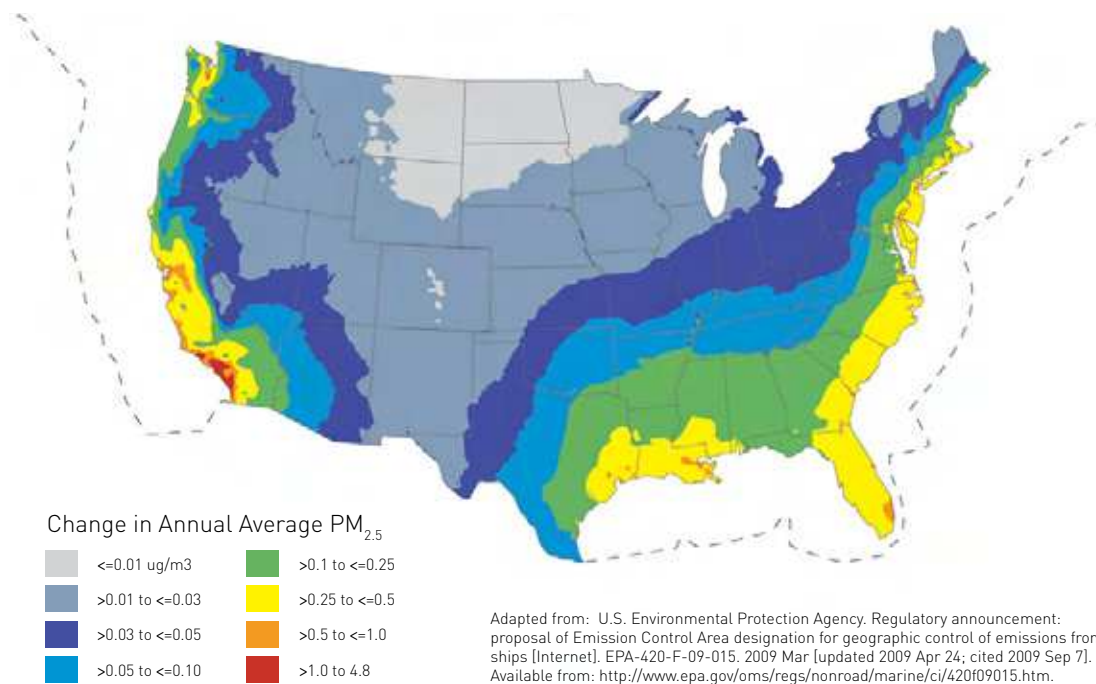 Change in Annual Average PM2.5
<=0.01 ug/m3
>0.01 to <=0.03
>0.03 to <=0.05
>0.05 to <=0.10
>0.1 to <=0.25
>0.25 to <=0.5
>0.5 to <=1.0
>1.0 to 4.8
Adapted from: U.S. Environmental Protection Agency. Regulatory announcement:
proposal of Emission Control Area designation for geographic control of emissions from
ships [Internet]. EPA-420-F-09-015. 2009 Mar [updated 2009 Apr 24; cited 2009 Sep 7].
Available from: http://www.epa.gov/oms/regs/nonroad/marine/ci/420f09015.htm.